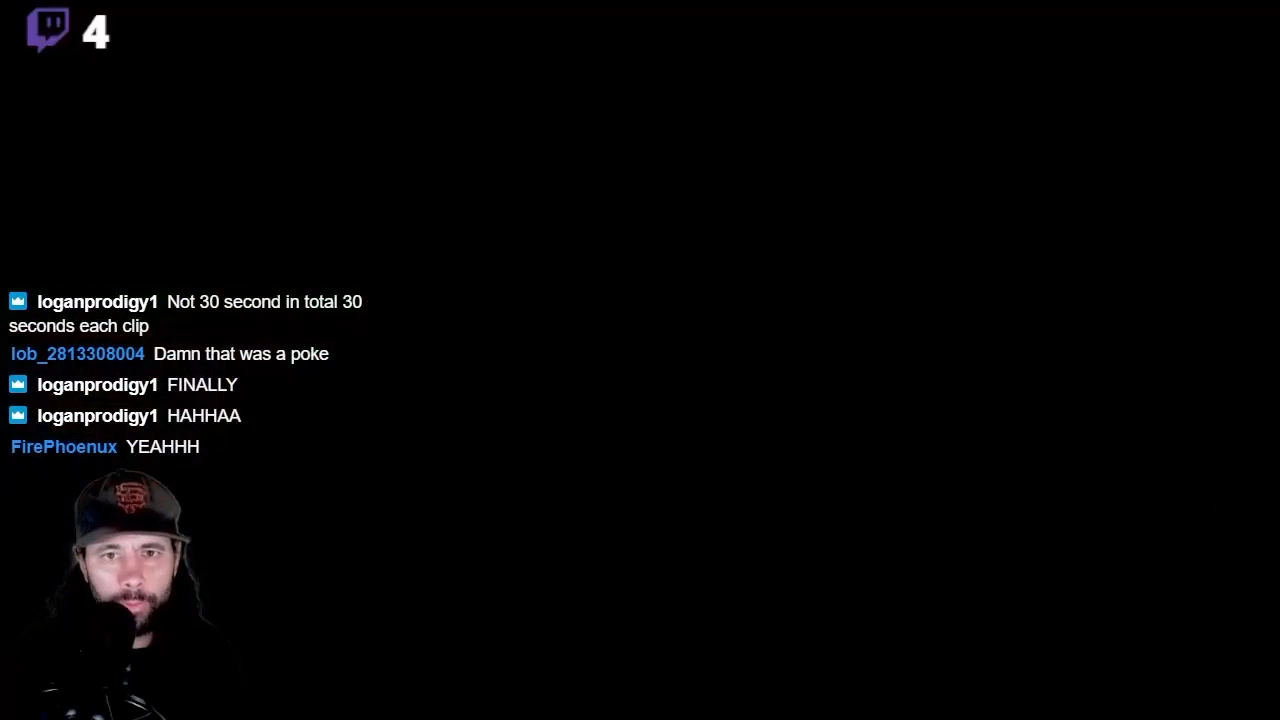 4
loganprodigy1 Not 30 second in total 30
seconds each clip
lob_2813308004 Damn that was a poke
loganprodigy1 FINALLY
loganprodigy1 HAHHAA
FirePhoenux YEAHHH
SF